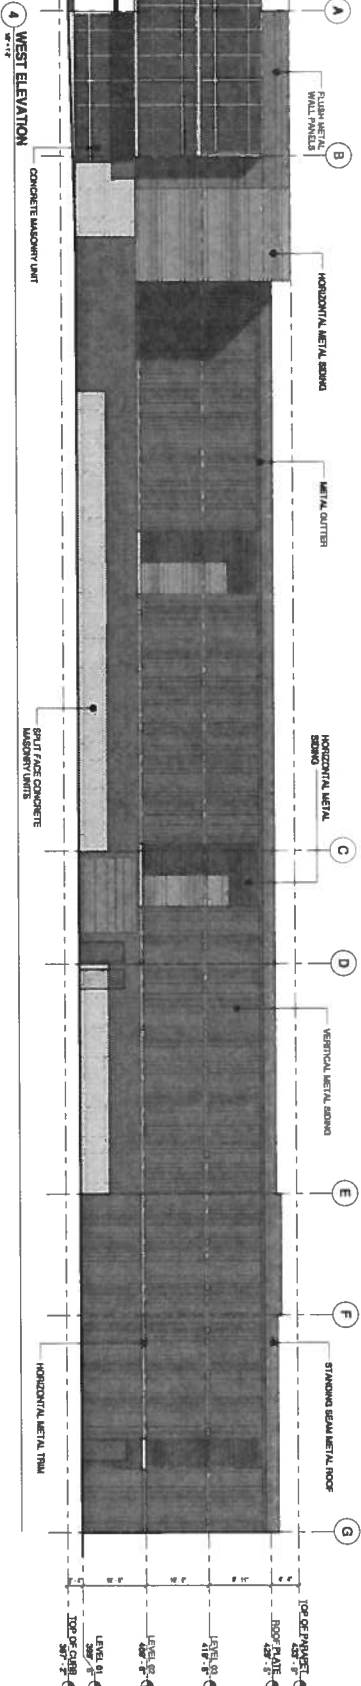 A
B
C
D
E
F
G
FLUSH METAL
WALL PANELS
HORIZONTAL METAL SIDING
METAL GUTTER
HORIZONTAL METAL
SIDING
VERITICAL METAL SIDING
STANDING SEAM METAL ROOF
TOP OF PARAPET
ROOF PLATE
LEVEL 03
LEVEL 02
LEVEL 01
TOP OF CURB
CONCRETE MASONRY UNIT
SPLIT FACE CONCRETE
MASONRY UNITS
HORIZONTAL METAL TRIM
4
WEST ELEVATION